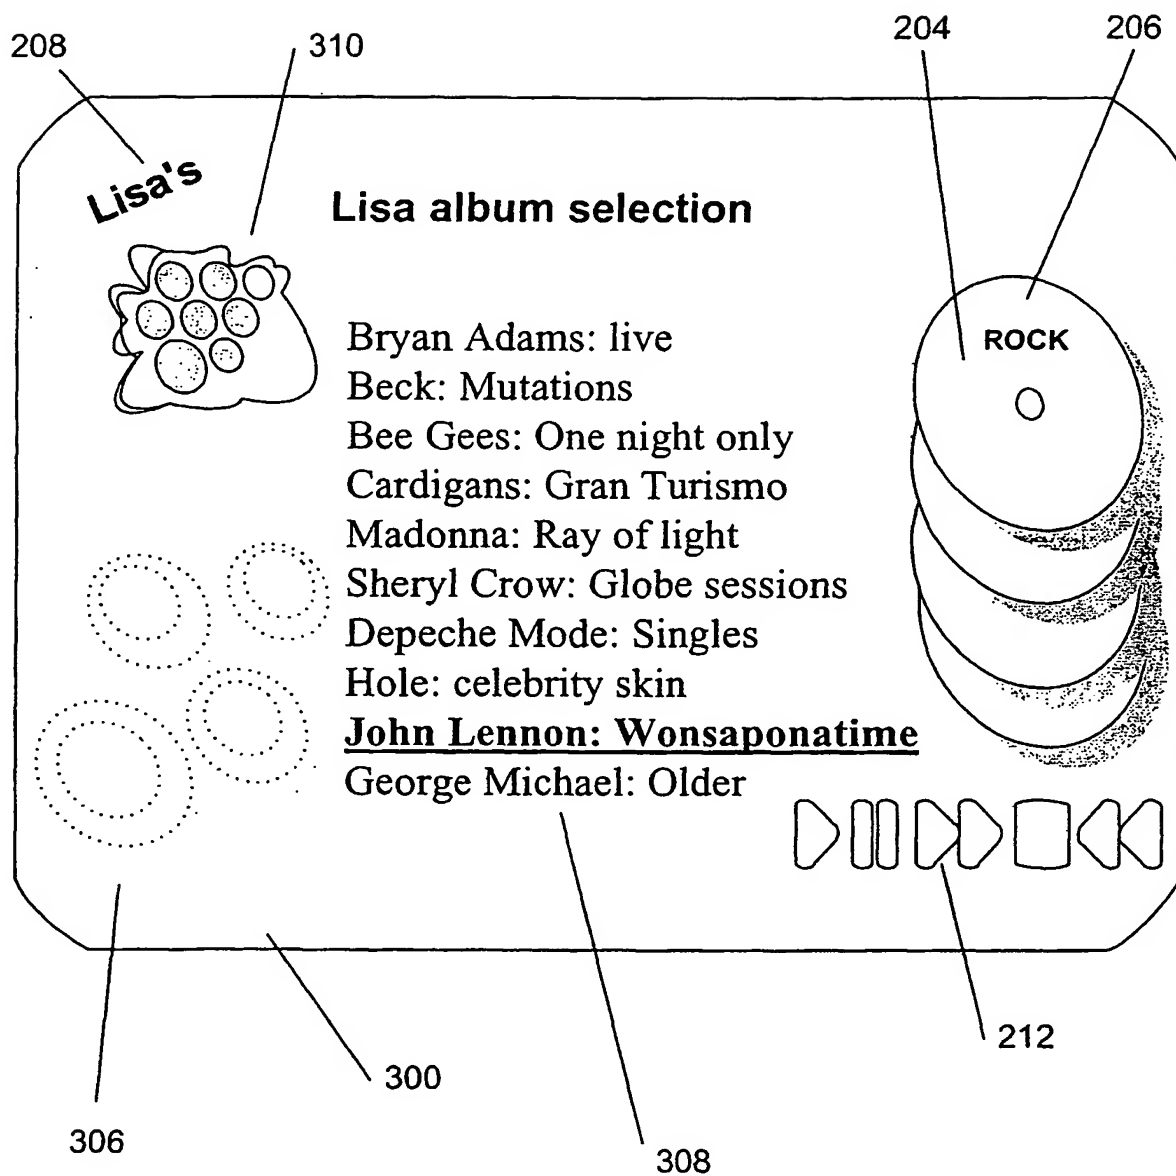 208
310
204
206
Lisa's
Lisa album selection
ROCK
Bryan Adams: live
Beck: Mutations
Bee Gees: One night only
Cardigans: Gran Turismo
Madonna: Ray of light
Sheryl Crow: Globe sessions
Depeche Mode: Singles
Hole: celebrity skin
John Lennon: Wonsaponatime
George Michael: Older
212
300
306
308